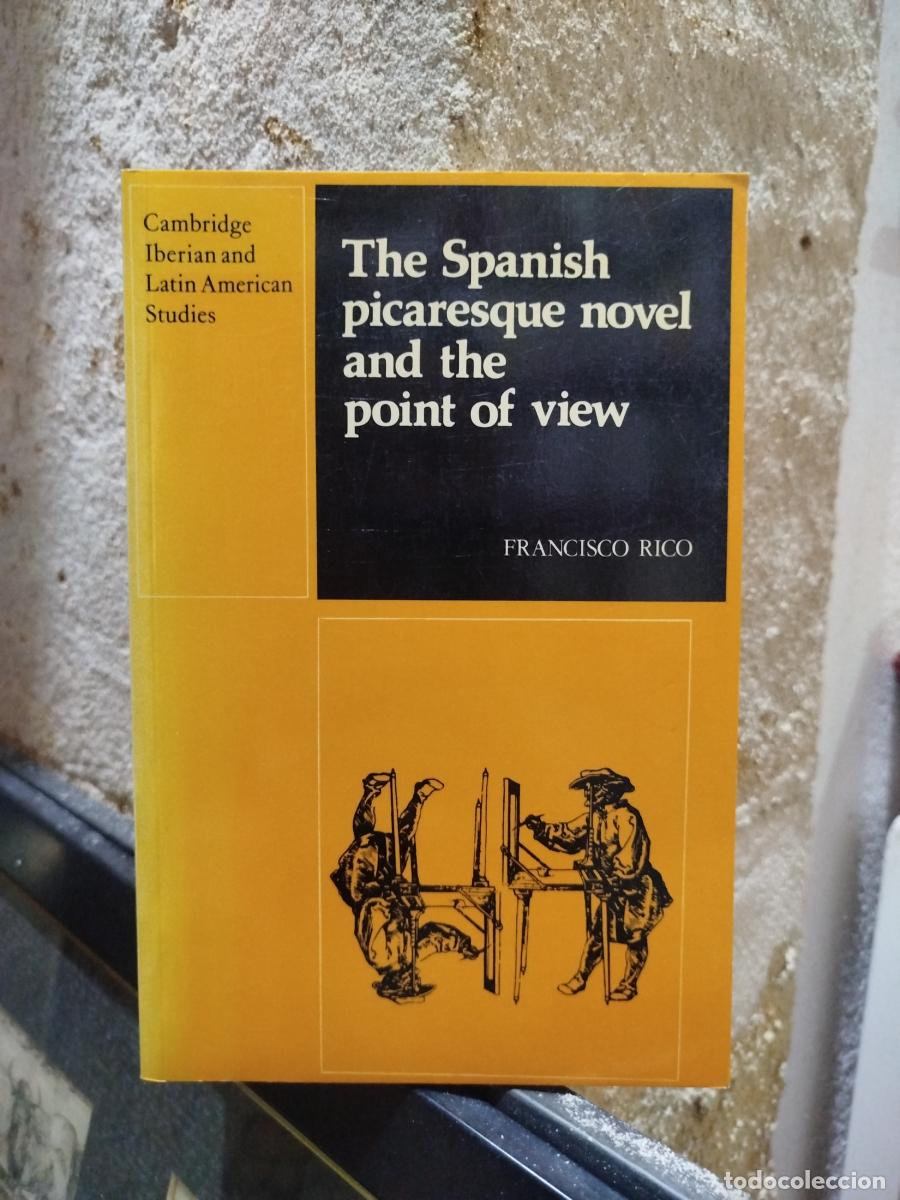 Cambridge
Iberian and
Latin American
Studies
The Spanish
picaresque novel
and the
point of view
FRANCISCO RICO
todocoleccion